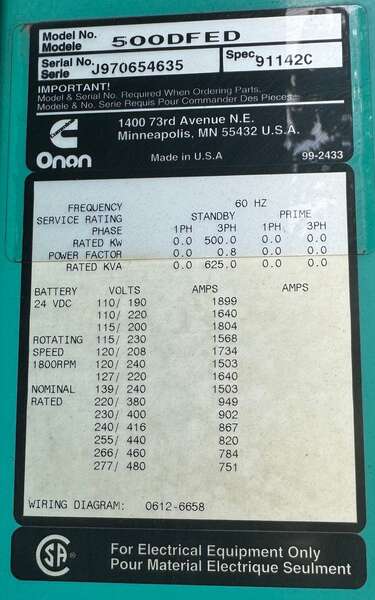 Model No. 500DFED
Modele
Serial No. J970654635 Spec 91142C
Serie
IMPORTANT!
Model & Serial No. Required When Ordering Parts.
Modele & No. Serie Requis Pour Commander Des Pieces.
Cummins
Onan
1400 73rd Avenue N.E.
Minneapolis, MN 55432 U.S.A.
Made in U.S.A 99-2433
FREQUENCY 60 HZ
SERVICE RATING STANDBY PRIME
PHASE 1PH 3PH 1PH 3PH
RATED KW 0.0 500.0 0.0 0.0
POWER FACTOR 0.0 0.8 0.0 0.0
RATED KVA 0.0 625.0 0.0 0.0
BATTERY VOLTS AMPS AMPS
24 VDC 110/ 190 1899
110/ 220 1640
115/ 200 1804
ROTATING 115/ 230 1568
SPEED 120/ 208 1734
1800RPM 120/ 240 1503
127/ 220 1640
NOMINAL 139/ 240 1503
RATED 220/ 380 949
230/ 400 902
240/ 416 867
255/ 440 820
266/ 460 784
277/ 480 751
WIRING DIAGRAM: 0612-6658
CSA ®
For Electrical Equipment Only
Pour Material Electrique Seulment